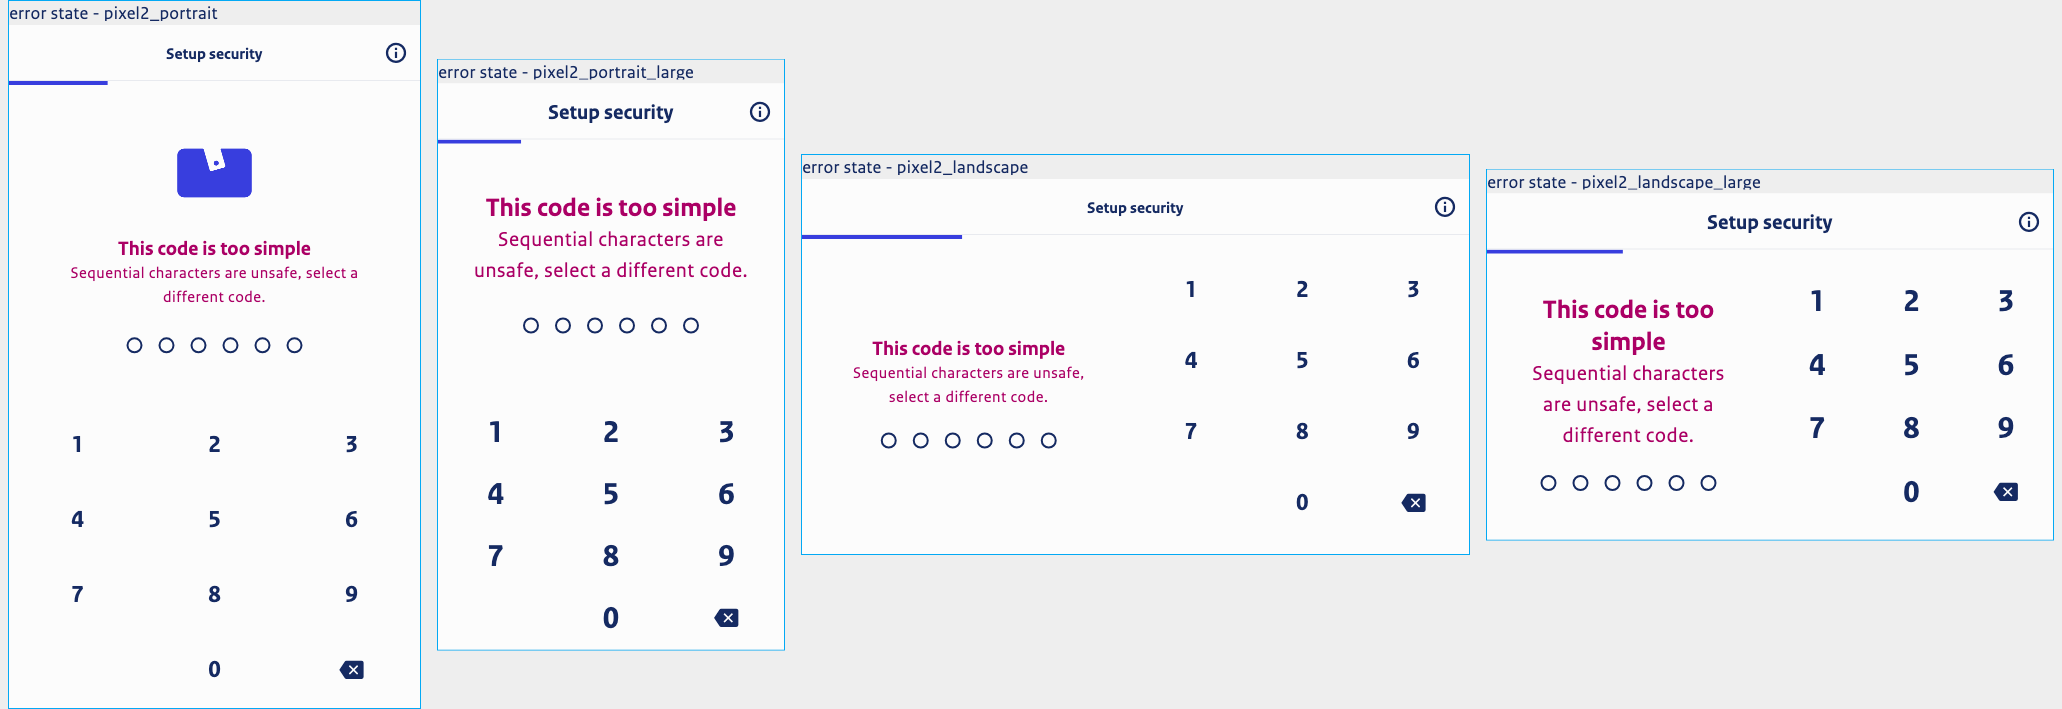 error state - pixel2_portrait
Setup security
This code is too simple
Sequential characters are unsafe, select a
different code.
1 2 3
4 5 6
7 8 9
0
error state - pixel2_portrait_large
Setup security
This code is too simple
Sequential characters are
unsafe, select a different code.
1 2 3
4 5 6
7 8 9
0
error state - pixel2_landscape
Setup security
This code is too simple
Sequential characters are unsafe,
select a different code.
1 2 3
4 5 6
7 8 9
0
error state - pixel2_landscape_large
Setup security
This code is too
simple
Sequential characters
are unsafe, select a
different code.
1 2 3
4 5 6
7 8 9
0